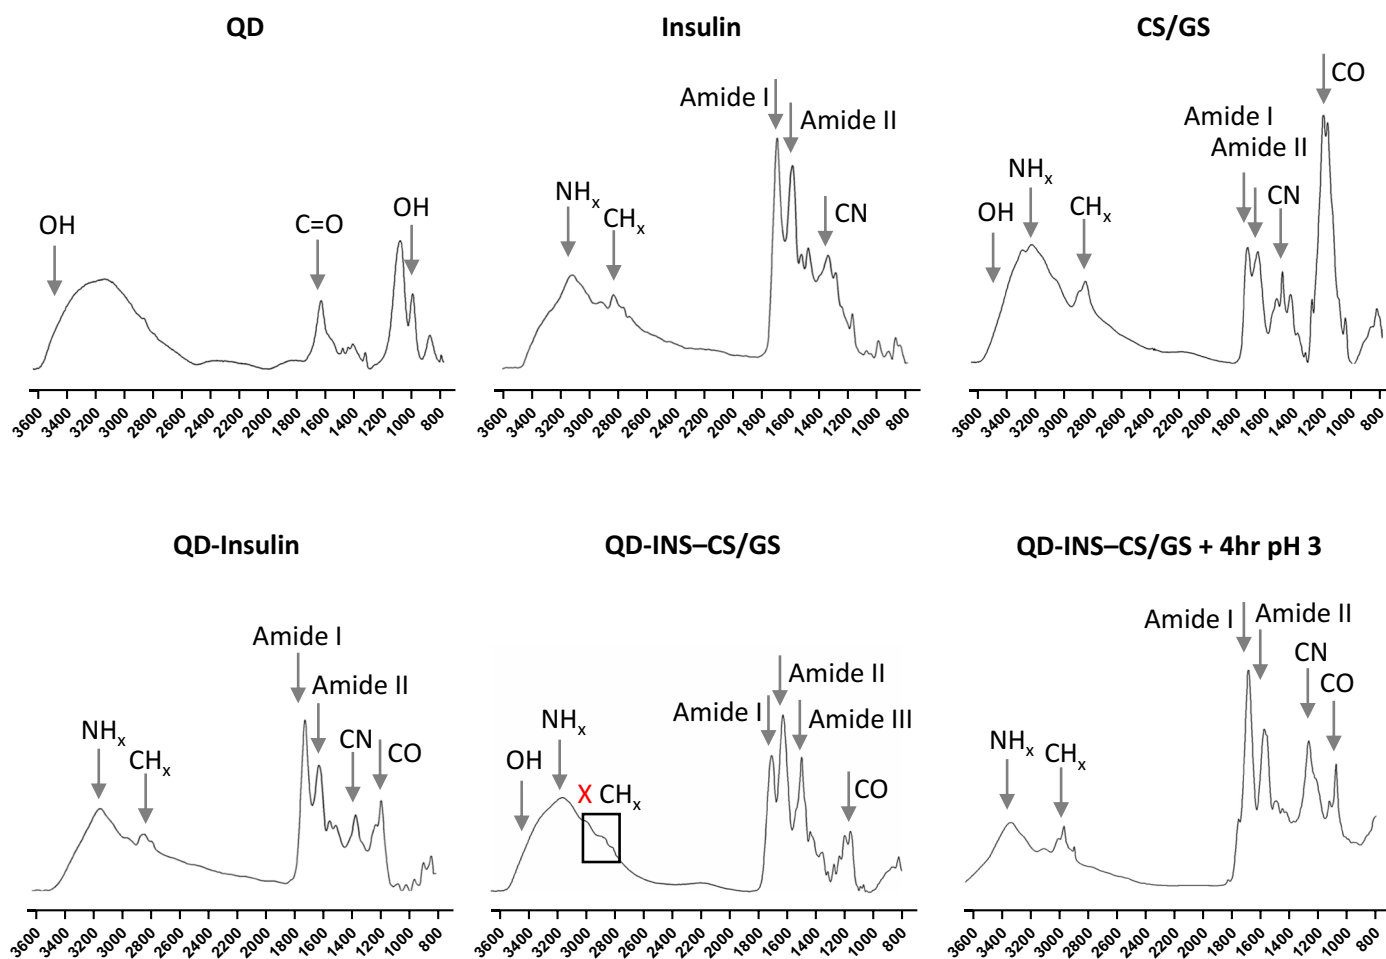 QD
OH
C=O
OH
3600 3400 3200 3000 2800 2600 2400 2200 2000 1800 1600 1400 1200 1000 800
Insulin
Amide I
Amide II
NHx
CHx
CN
3600 3400 3200 3000 2800 2600 2400 2200 2000 1800 1600 1400 1200 1000 800
CS/GS
CO
Amide I
Amide II
NHx
CHx
CN
OH
3600 3400 3200 3000 2800 2600 2400 2200 2000 1800 1600 1400 1200 1000 800
QD-Insulin
Amide I
Amide II
NHx
CHx
CN
CO
3600 3400 3200 3000 2800 2600 2400 2200 2000 1800 1600 1400 1200 1000 800
QD-INS–CS/GS
Amide II
Amide I
Amide III
NHx
OH
X CHx
CO
3600 3400 3200 3000 2800 2600 2400 2200 2000 1800 1600 1400 1200 1000 800
QD-INS–CS/GS + 4hr pH 3
Amide I
Amide II
CN
CO
NHx
CHx
3600 3400 3200 3000 2800 2600 2400 2200 2000 1800 1600 1400 1200 1000 800